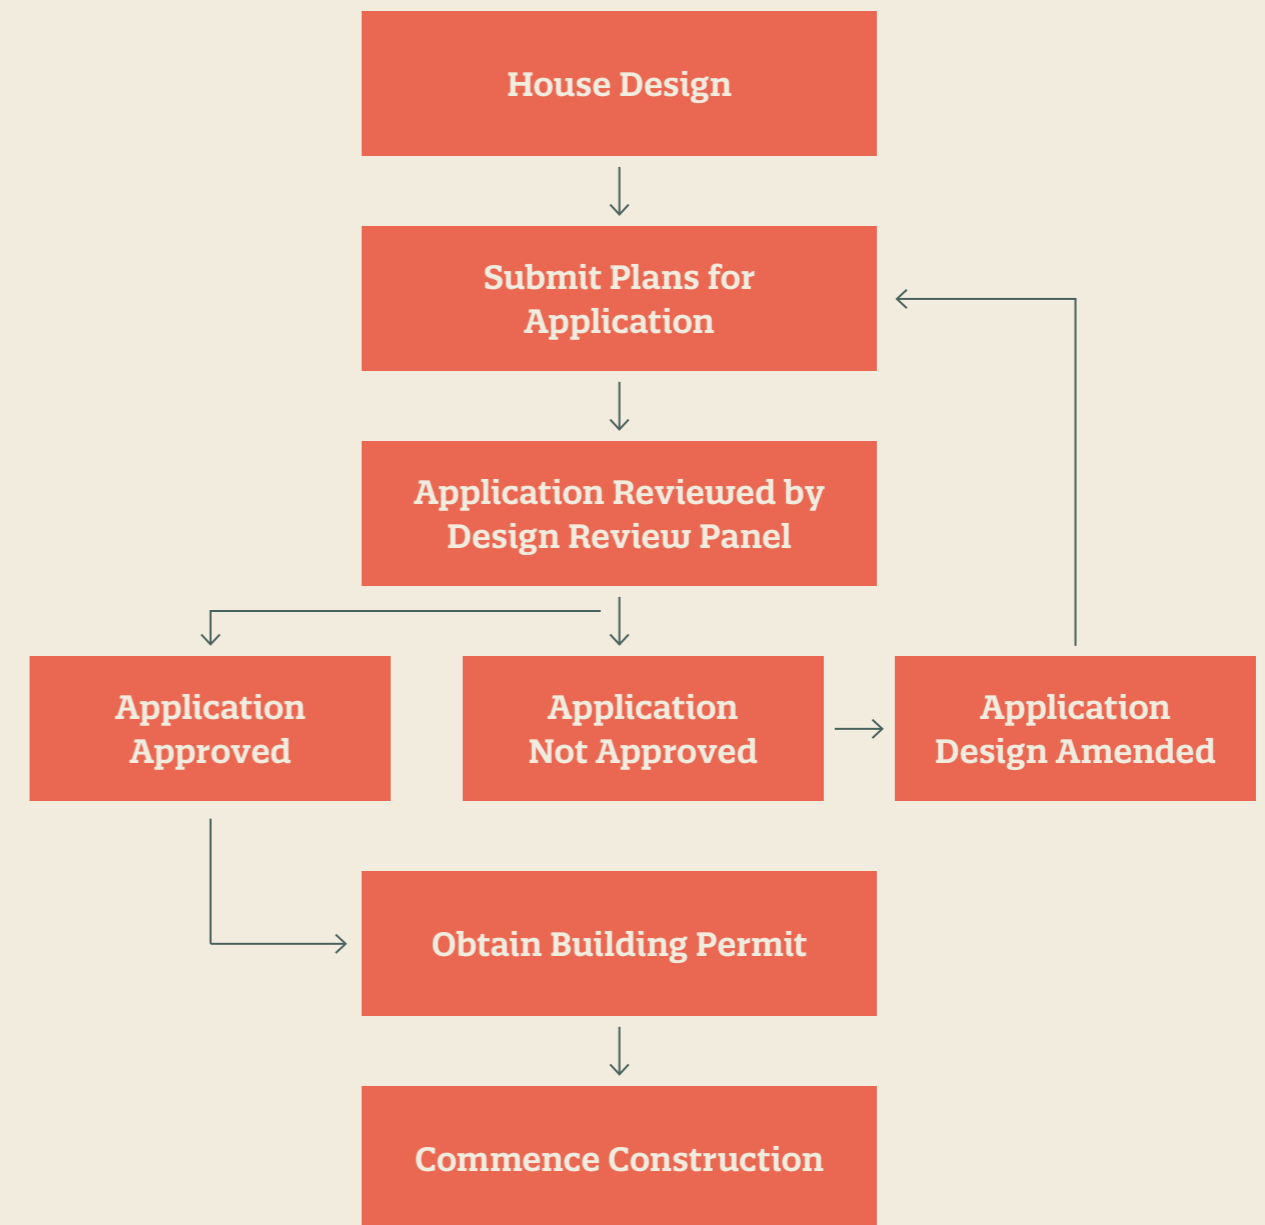 House Design
Submit Plans for
Application
Application Reviewed by
Design Review Panel
Application
Approved
Application
Not Approved
Application
Design Amended
Obtain Building Permit
Commence Construction